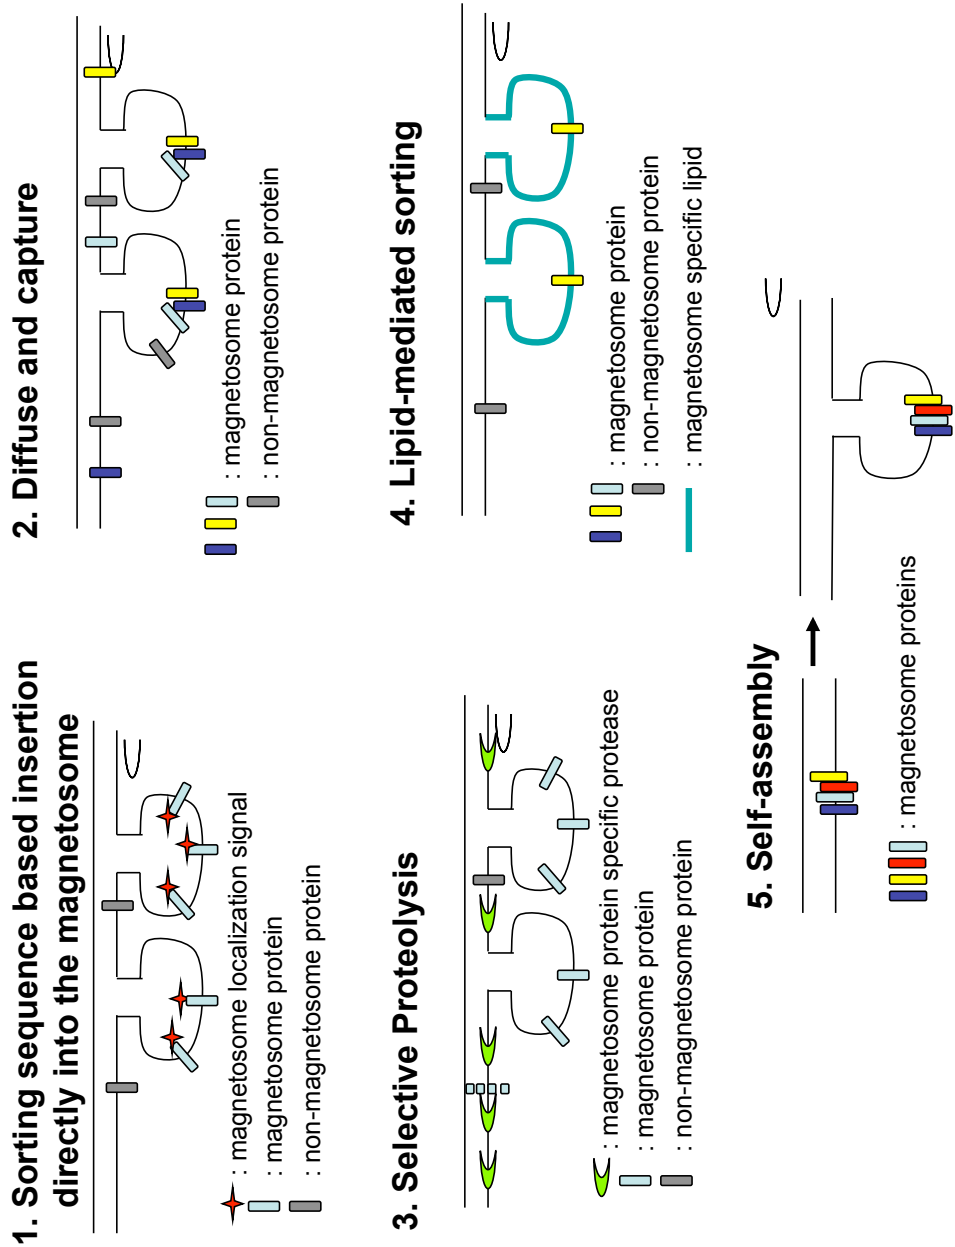 1. Sorting sequence based insertion
directly into the magnetosome
: magnetosome localization signal
: magnetosome protein
: non-magnetosome protein
2. Diffuse and capture
: magnetosome protein
: non-magnetosome protein
3. Selective Proteolysis
: magnetosome protein specific protease
: magnetosome protein
: non-magnetosome protein
4. Lipid-mediated sorting
: magnetosome protein
: non-magnetosome protein
: magnetosome specific lipid
5. Self-assembly
: magnetosome proteins